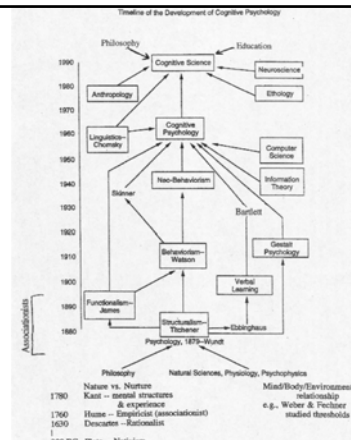 Timeline of the Development of Cognitive Psychology
Philosophy
Education
1990
Cognitive Science
Neuroscience
1980
Anthropology
Ethology
1970
Linguistics--
Chomsky
Cognitive
Psychology
1960
Computer
Science
1950
Information
Theory
1940
Skinner
Neo-Behaviorism
1930
Bartlett
1920
Gestalt
Psychology
1910
Behaviorism--
Watson
1900
Verbal
Learning
1890
Functionalism--
James
Associationists
1880
Structuralism--
Titchener
Ebbinghaus
Psychology, 1879--Wundt
Philosophy
Natural Sciences, Physiology, Psychophysics
Nature vs. Nurture
Mind/Body/Environment
1780 Kant -- mental structures
relationship
& experience
e.g., Weber & Fechner
1760 Hume -- Empiricist (associationist)
studied thresholds
1630 Descartes --Rationalist